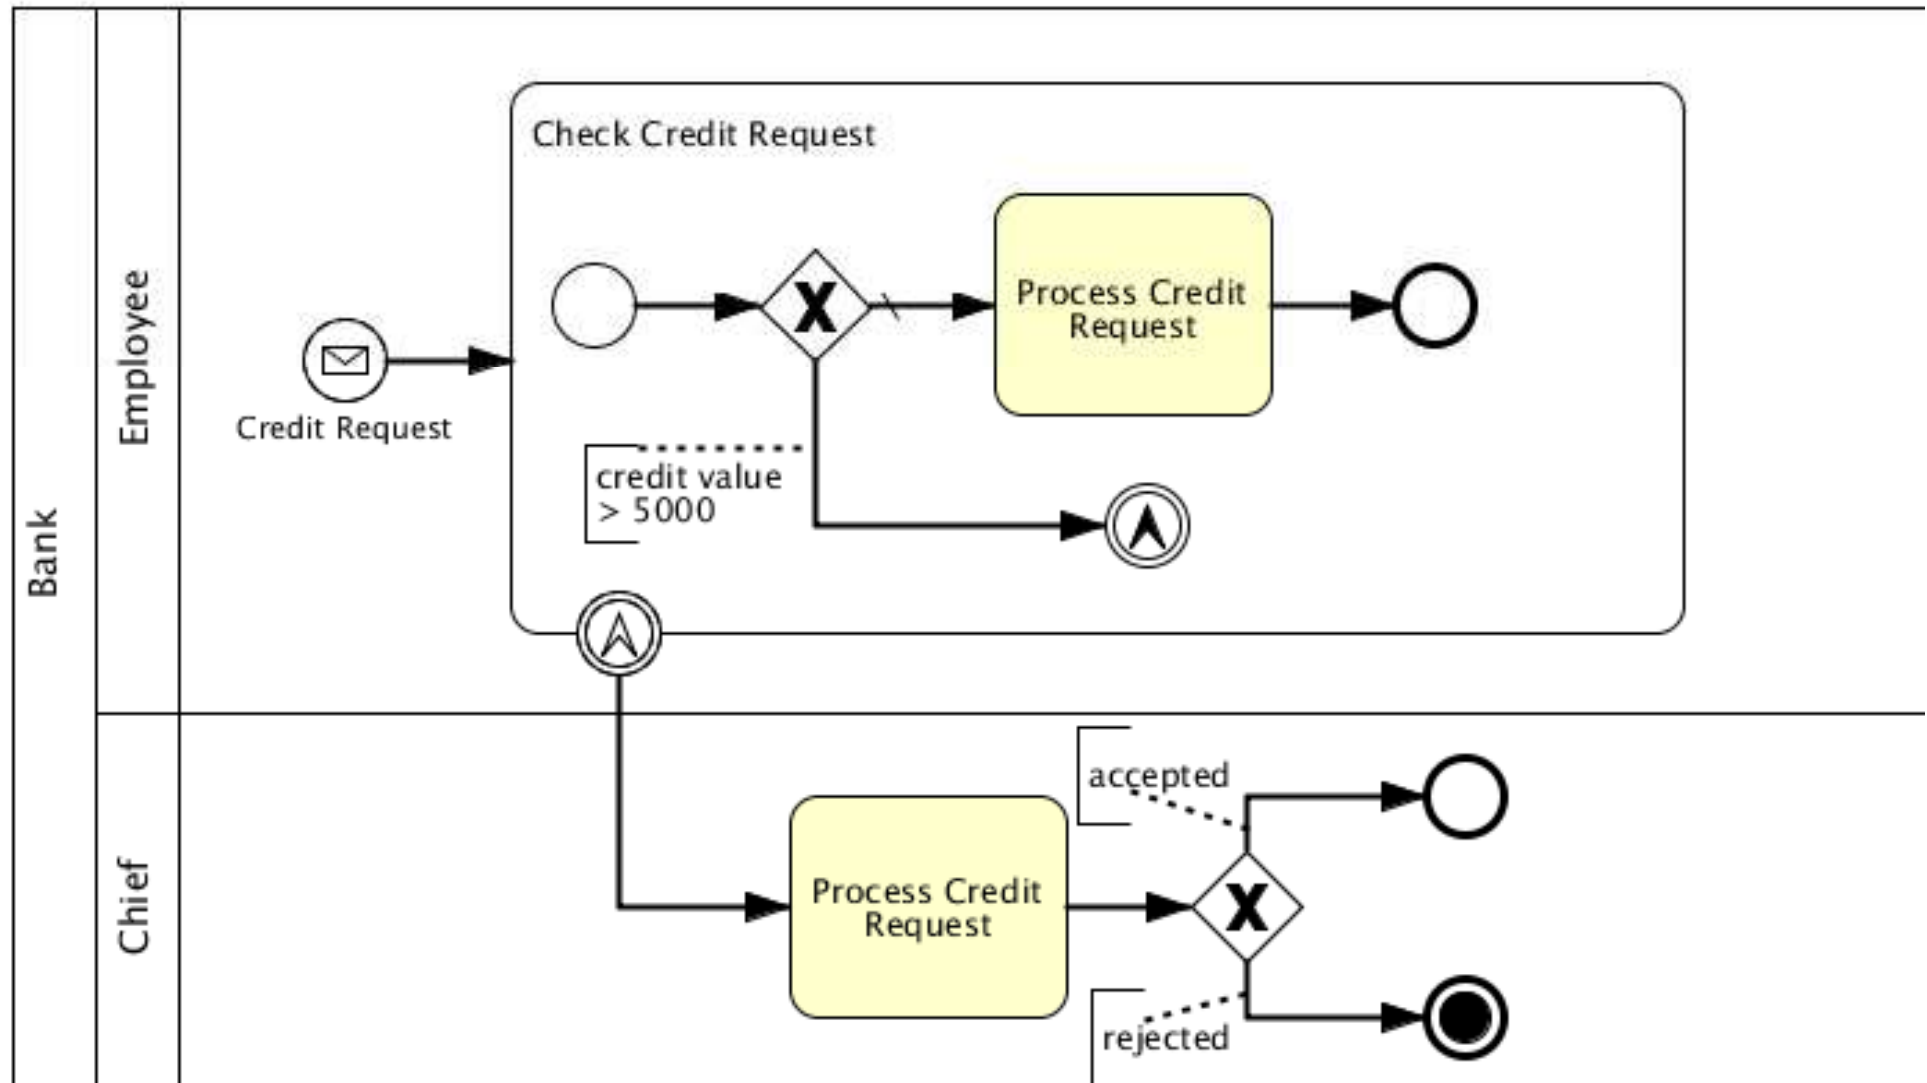 Bank
Employee
Credit Request
Check Credit Request
Process Credit
Request
credit value
> 5000
Chief
Process Credit
Request
accepted
rejected